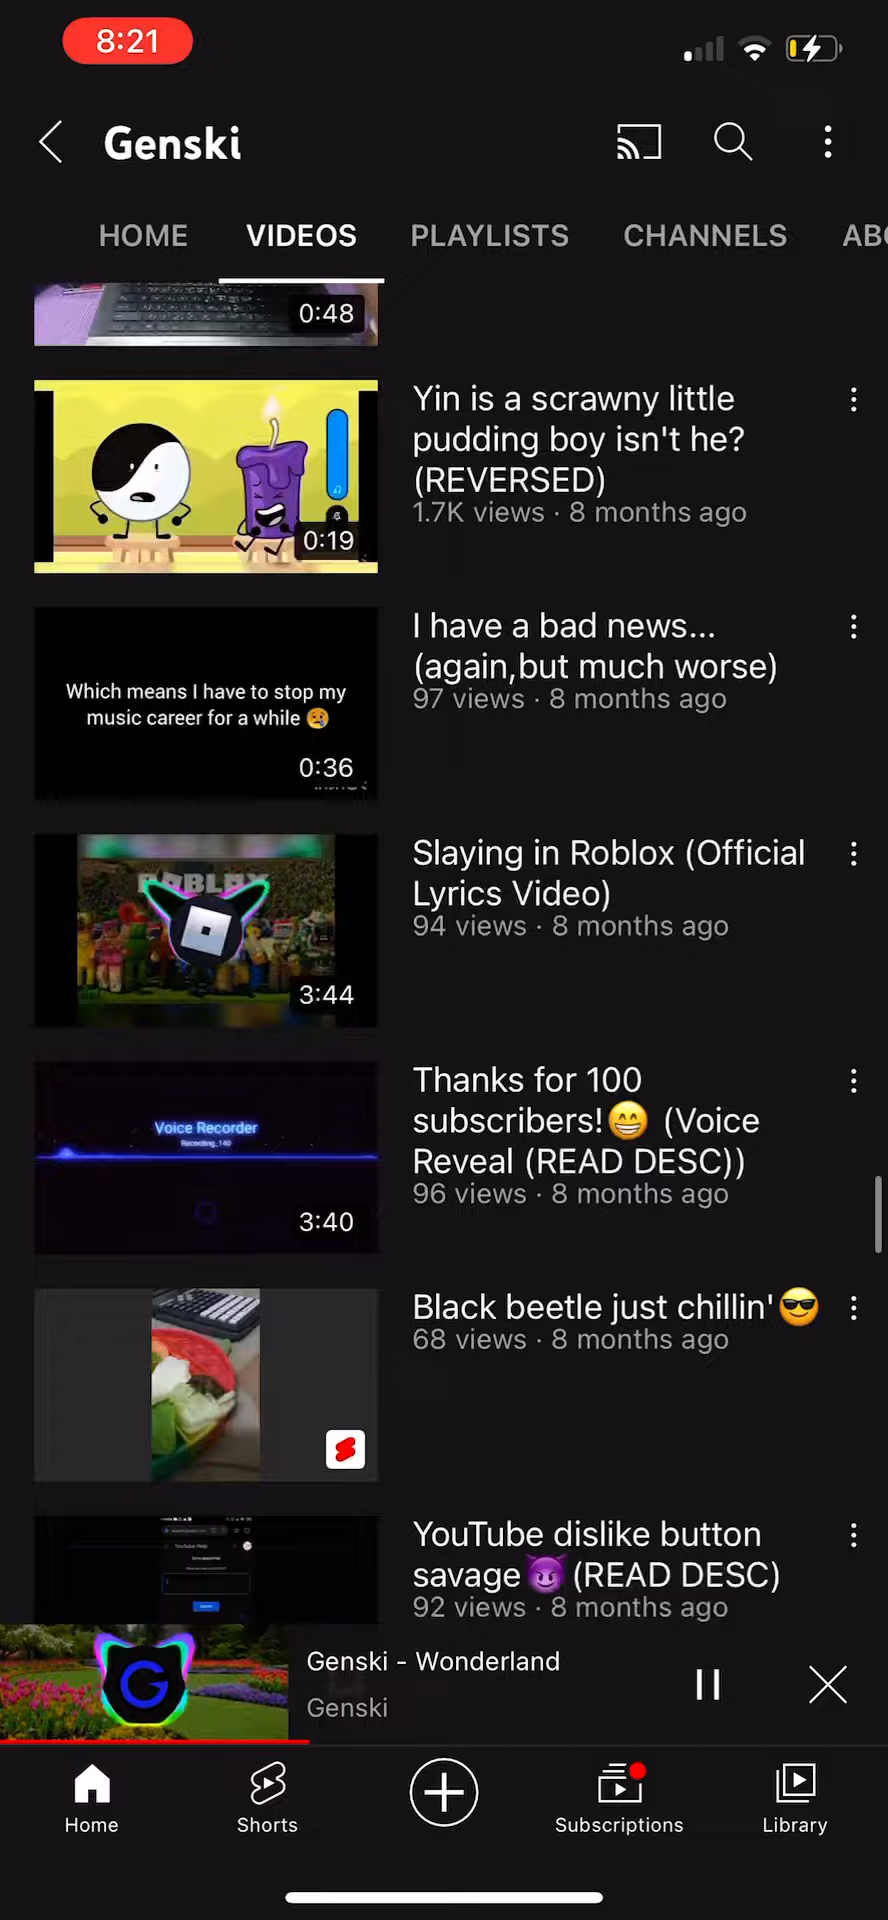 8:21
Genski
HOME VIDEOS PLAYLISTS CHANNELS ABO
0:48
Yin is a scrawny little
pudding boy isn't he?
(REVERSED)
1.7K views · 8 months ago
0:19
I have a bad news...
(again,but much worse)
97 views · 8 months ago
Which means I have to stop my
music career for a while 😢
0:36
Slaying in Roblox (Official
Lyrics Video)
94 views · 8 months ago
ROBLOX
3:44
Thanks for 100
subscribers!😁 (Voice
Reveal (READ DESC))
96 views · 8 months ago
Voice Recorder
Recording_140
3:40
Black beetle just chillin'😎
68 views · 8 months ago
YouTube dislike button
savage😈(READ DESC)
92 views · 8 months ago
YouTube Help
Genski - Wonderland
Genski
Home Shorts Subscriptions Library